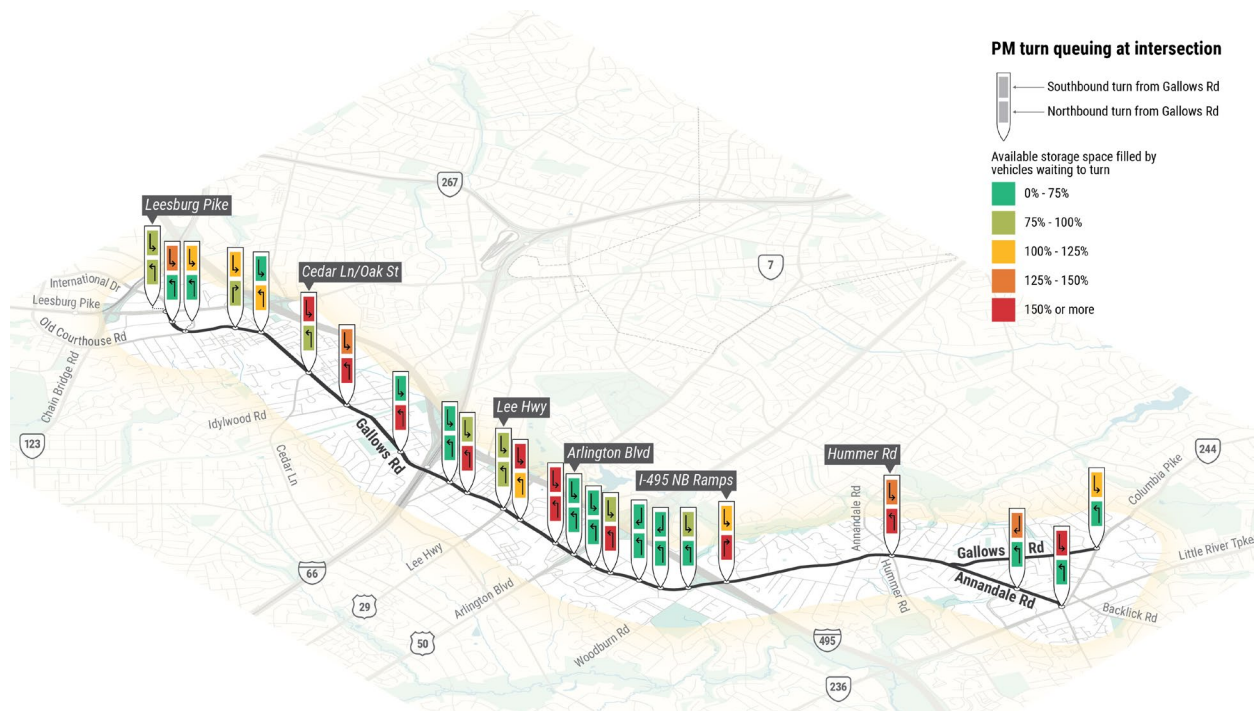 PM turn queuing at intersection
Southbound turn from Gallows Rd
Northbound turn from Gallows Rd
Available storage space filled by
vehicles waiting to turn
0% - 75%
75% - 100%
100% - 125%
125% - 150%
150% or more
267
Leesburg Pike
Cedar Ln/Oak St
7
International Dr
Leesburg Pike
Old Courthouse Rd
Chain Bridge Rd
123
Idylwood Rd
Cedar Ln
Gallows Rd
Lee Hwy
Arlington Blvd
I-495 NB Ramps
Hummer Rd
244
Columbia Pike
Annandale Rd
Gallows Rd
Little River Tpke
Annandale Rd
Hummer Rd
Backlick Rd
Lee Hwy
66
29
50
Arlington Blvd
Woodburn Rd
495
236